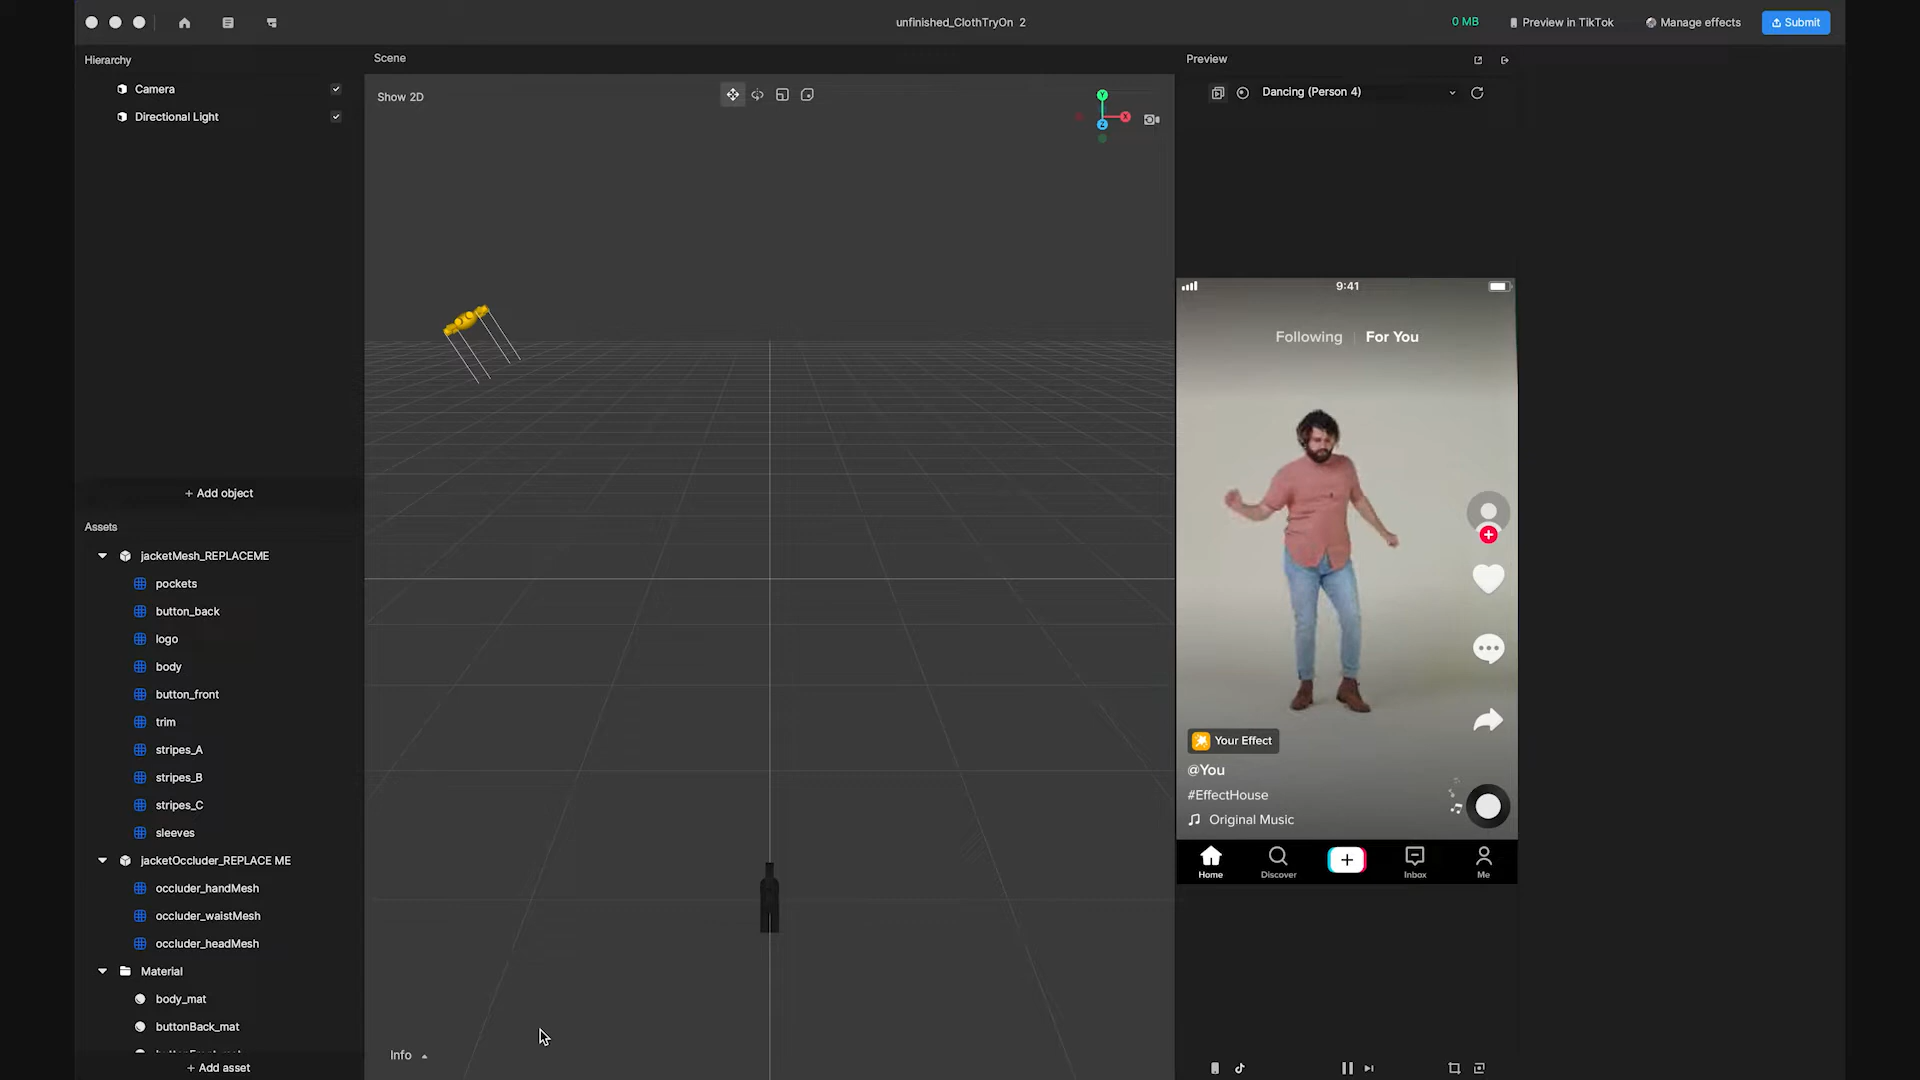 unfinished_ClothTryOn 2
0 MB
Preview in TikTok
Manage effects
Submit
Hierarchy
Camera
Directional Light
+ Add object
Assets
jacketMesh_REPLACEME
pockets
button_back
logo
body
button_front
trim
stripes_A
stripes_B
stripes_C
sleeves
jacketOccluder_REPLACE ME
occluder_handMesh
occluder_waistMesh
occluder_headMesh
Material
body_mat
buttonBack_mat
+ Add asset
Scene
Show 2D
Y
X
Z
Info
Preview
Dancing (Person 4)
9:41
Following
For You
Your Effect
@You
#EffectHouse
Original Music
Home
Discover
Inbox
Me